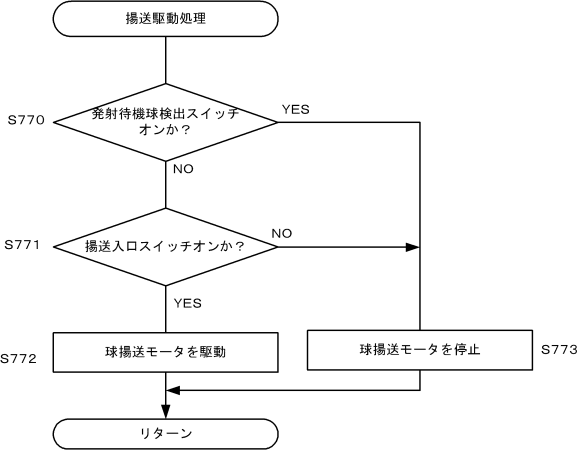 揚送駆動処理
S770
発射待機球検出スイッチ
オンか？
YES
NO
S771
揚送入口スイッチオンか？
NO
YES
S772
球揚送モータを駆動
球揚送モータを停止
S773
リターン